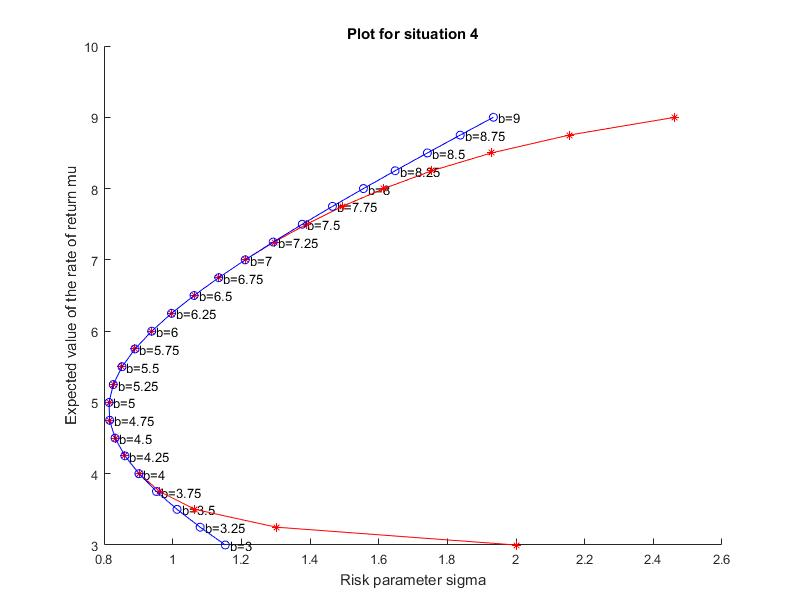 Plot for situation 4
10
9
8
7
6
5
4
3
Expected value of the rate of return mu
b=9
b=8.75
b=8.5
b=8.25
b=8
b=7.75
b=7.5
b=7.25
b=7
b=6.75
b=6.5
b=6.25
b=6
b=5.75
b=5.5
b=5.25
b=5
b=4.75
b=4.5
b=4.25
b=4
b=3.75
b=3.5
b=3.25
b=3
0.8 1 1.2 1.4 1.6 1.8 2 2.2 2.4 2.6
Risk parameter sigma